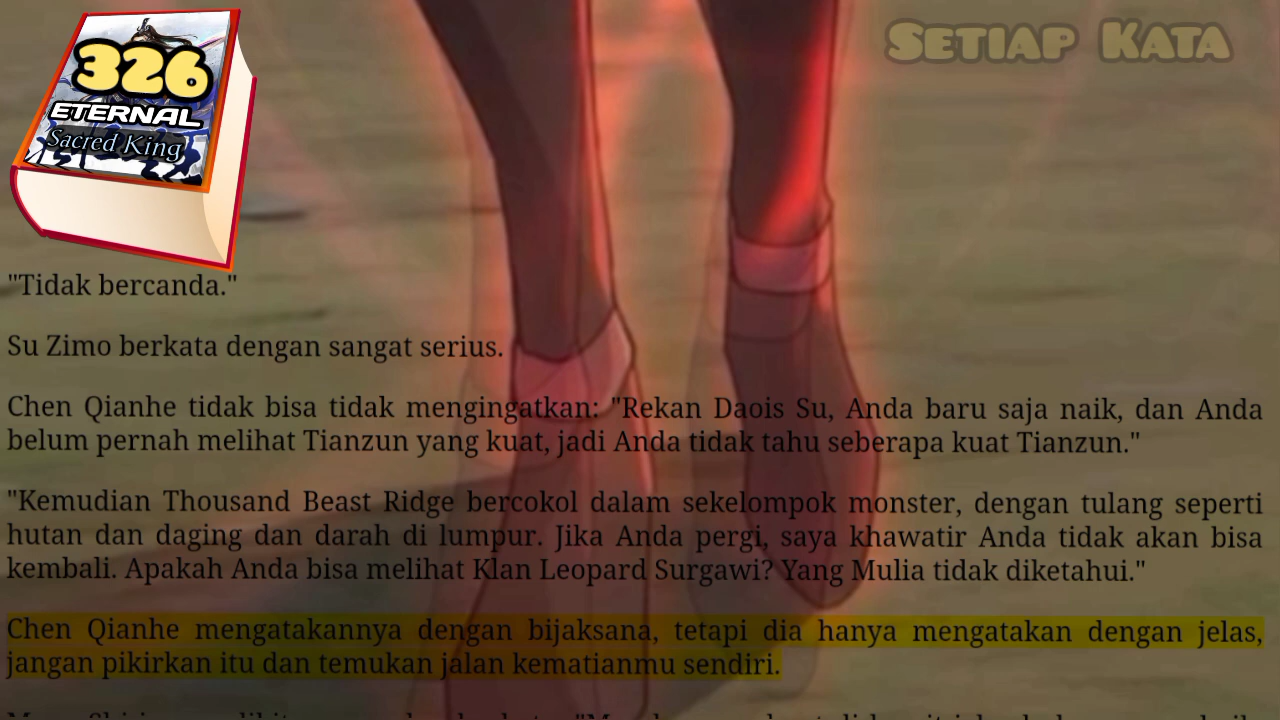 326
ETERNAL
Sacred King
Setiap Kata
"Tidak bercanda."
Su Zimo berkata dengan sangat serius.
Chen Qianhe tidak bisa tidak mengingatkan: "Rekan Daois Su, Anda baru saja naik, dan Anda
belum pernah melihat Tianzun yang kuat, jadi Anda tidak tahu seberapa kuat Tianzun."
"Kemudian Thousand Beast Ridge bercokol dalam sekelompok monster, dengan tulang seperti
hutan dan daging dan darah di lumpur. Jika Anda pergi, saya khawatir Anda tidak akan bisa
kembali. Apakah Anda bisa melihat Klan Leopard Surgawi? Yang Mulia tidak diketahui."
Chen Qianhe mengatakannya dengan bijaksana, tetapi dia hanya mengatakan dengan jelas,
jangan pikirkan itu dan temukan jalan kematianmu sendiri.